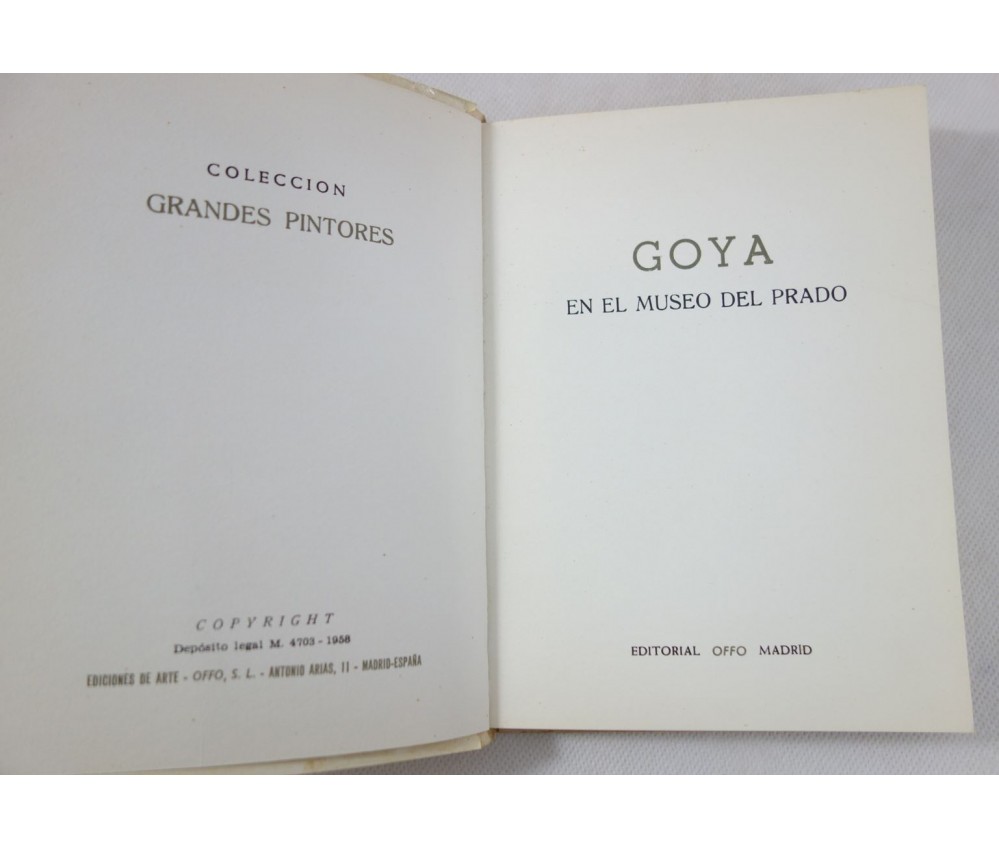 COLECCION
GRANDES PINTORES
COPYRIGHT
Depósito legal M. 4703 - 1958
EDICIONES DE ARTE - OFFO, S. L. - ANTONIO ARIAS, 11 - MADRID-ESPAÑA
GOYA
EN EL MUSEO DEL PRADO
EDITORIAL OFFO MADRID